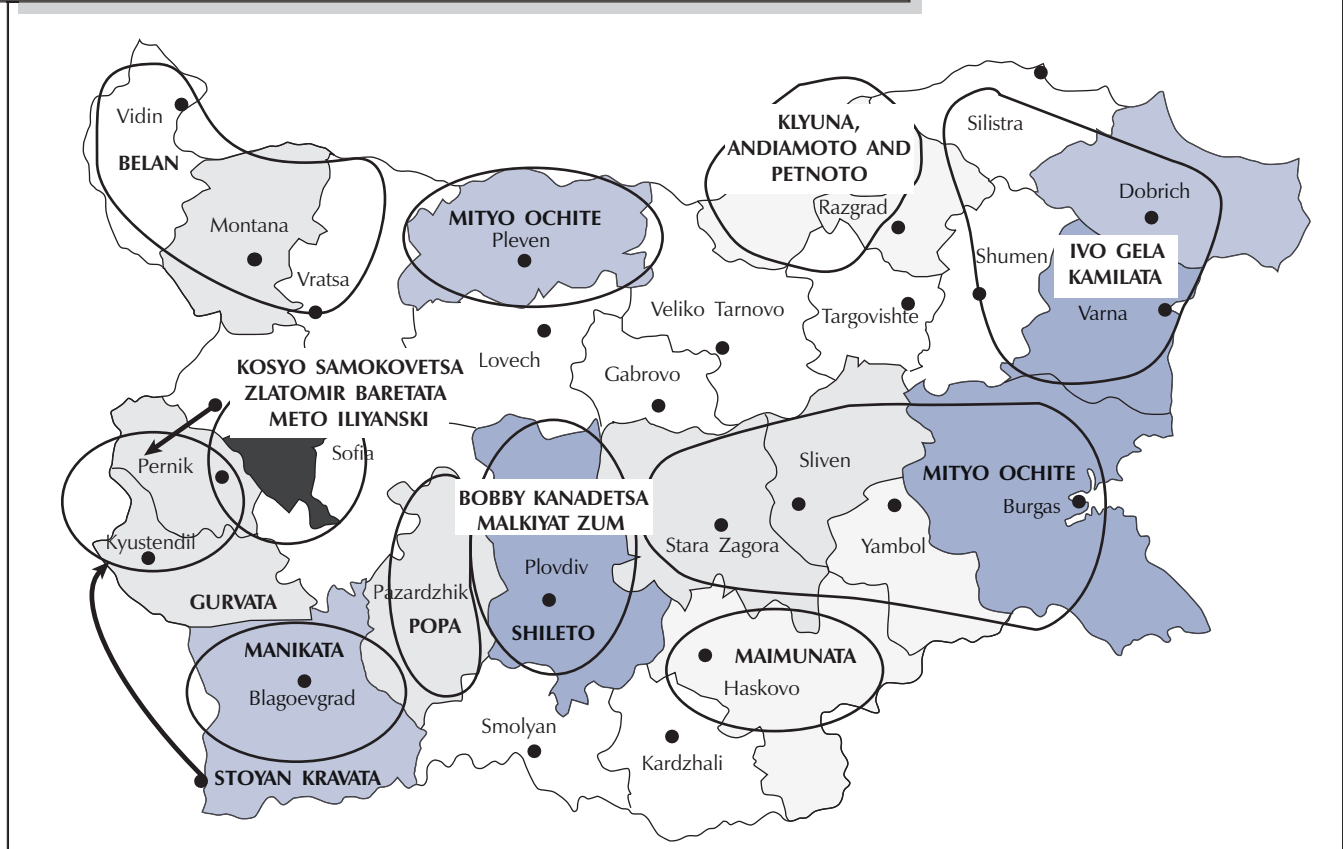 Vidin
BELAN
Montana
Vratsa
MITYO OCHITE
Pleven
KLYUNA,
ANDIAMOTO AND
PETNOTO
Razgrad
Silistra
Dobrich
Shumen
IVO GELA
KAMILATA
Varna
Targovishte
Veliko Tarnovo
Lovech
Gabrovo
KOSYO SAMOKOVETSA
ZLATOMIR BARETATA
METO ILIYANSKI
Sofia
Pernik
Kyustendil
GURVATA
Pazardzhik
POPA
BOBBY KANADETSA
MALKIYAT ZUM
Plovdiv
SHILETO
Stara Zagora
Sliven
Yambol
MITYO OCHITE
Burgas
MANIKATA
Blagoevgrad
STOYAN KRAVATA
MAIMUNATA
Haskovo
Smolyan
Kardzhali